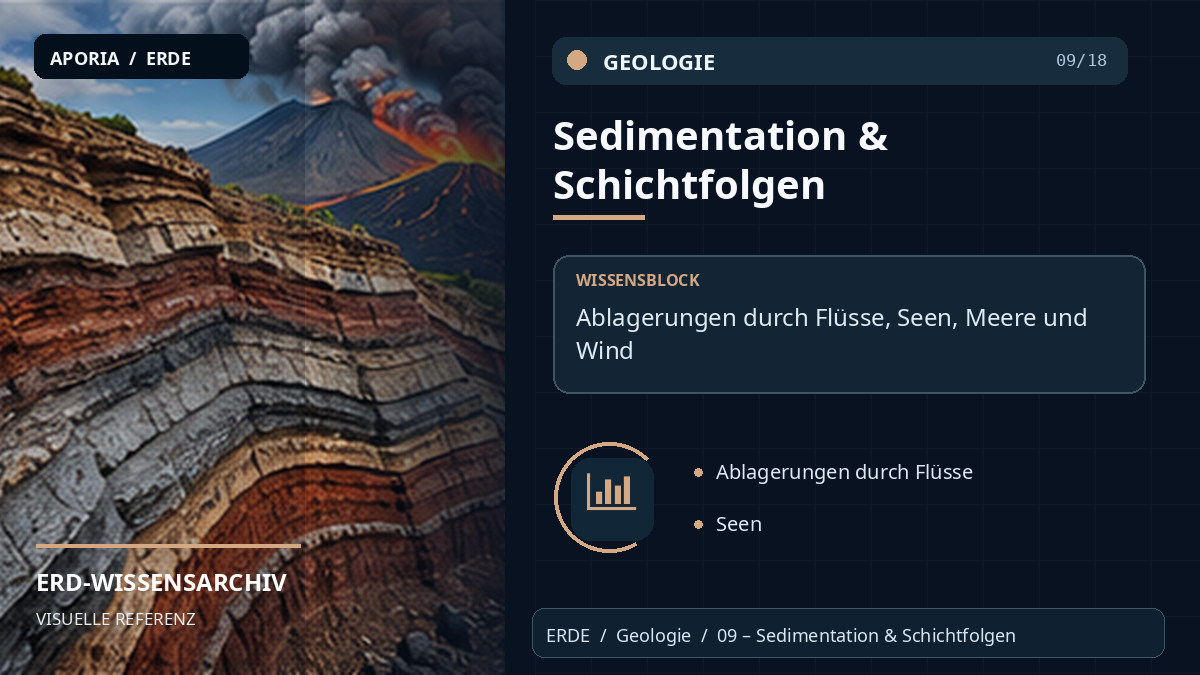 APORIA / ERDE
GEOLOGIE
09/18
Sedimentation &
Schichtfolgen
WISSENSBLOCK
Ablagerungen durch Flüsse, Seen, Meere und
Wind
Ablagerungen durch Flüsse
Seen
ERD-WISSENSARCHIV
VISUELLE REFERENZ
ERDE / Geologie / 09 – Sedimentation & Schichtfolgen